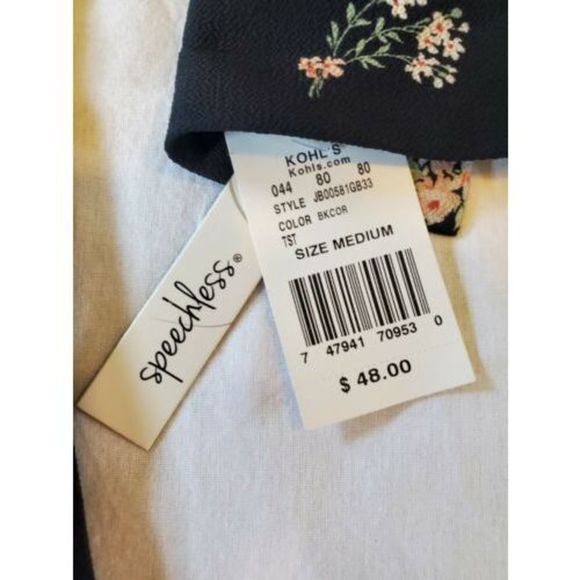 KOHL'S
Kohls.com
044 80 80
STYLE JB00581GB33
COLOR BKCOR
TST
SIZE MEDIUM
7 47941 70953 0
$ 48.00
speechless®